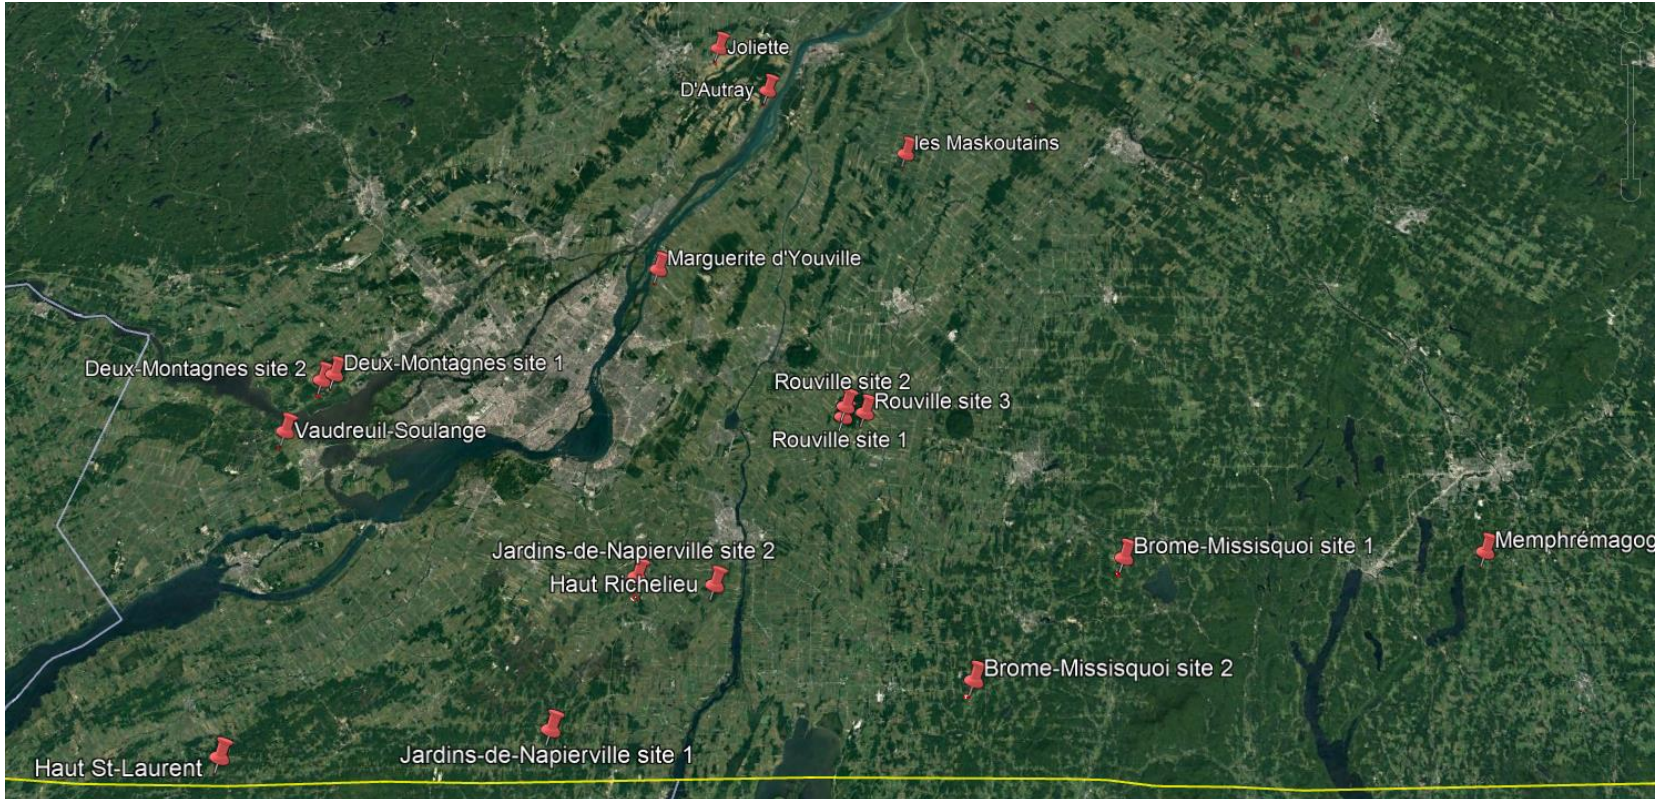 Joliette
D'Autray
les Maskoutains
Marguerite d'Youville
Deux-Montagnes site 2
Deux-Montagnes site 1
Rouville site 2
Rouville site 3
Vaudreuil-Soulange
Rouville site 1
Jardins-de-Napierville site 2
Brome-Missisquoi site 1
Memphrémagog
Haut Richelieu
Brome-Missisquoi site 2
Jardins-de-Napierville site 1
Haut St-Laurent